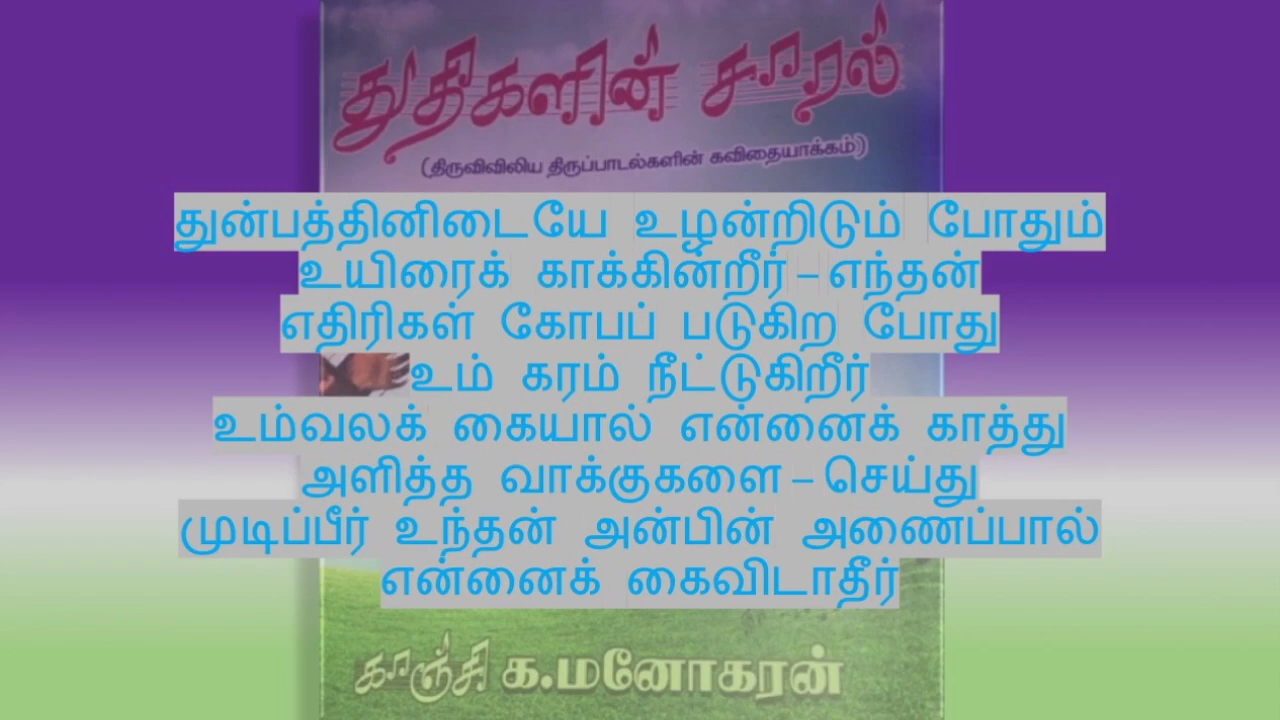 துதிகளின் சாரல்
(திருவிவிலிய திருப்பாடல்களின் கவிதையாக்கம்)
துன்பத்தினிடையே உழன்றிடும் போதும்
உயிரைக் காக்கின்றீர் – எந்தன்
எதிரிகள் கோபப் படுகிற போது
உம் கரம் நீட்டுகிறீர்
உம்வலக் கையால் என்னைக் காத்து
அளித்த வாக்குகளை – செய்து
முடிப்பீர் உந்தன் அன்பின் அணைப்பால்
என்னைக் கைவிடாதீர்
காஞ்சி க.மனோகரன்